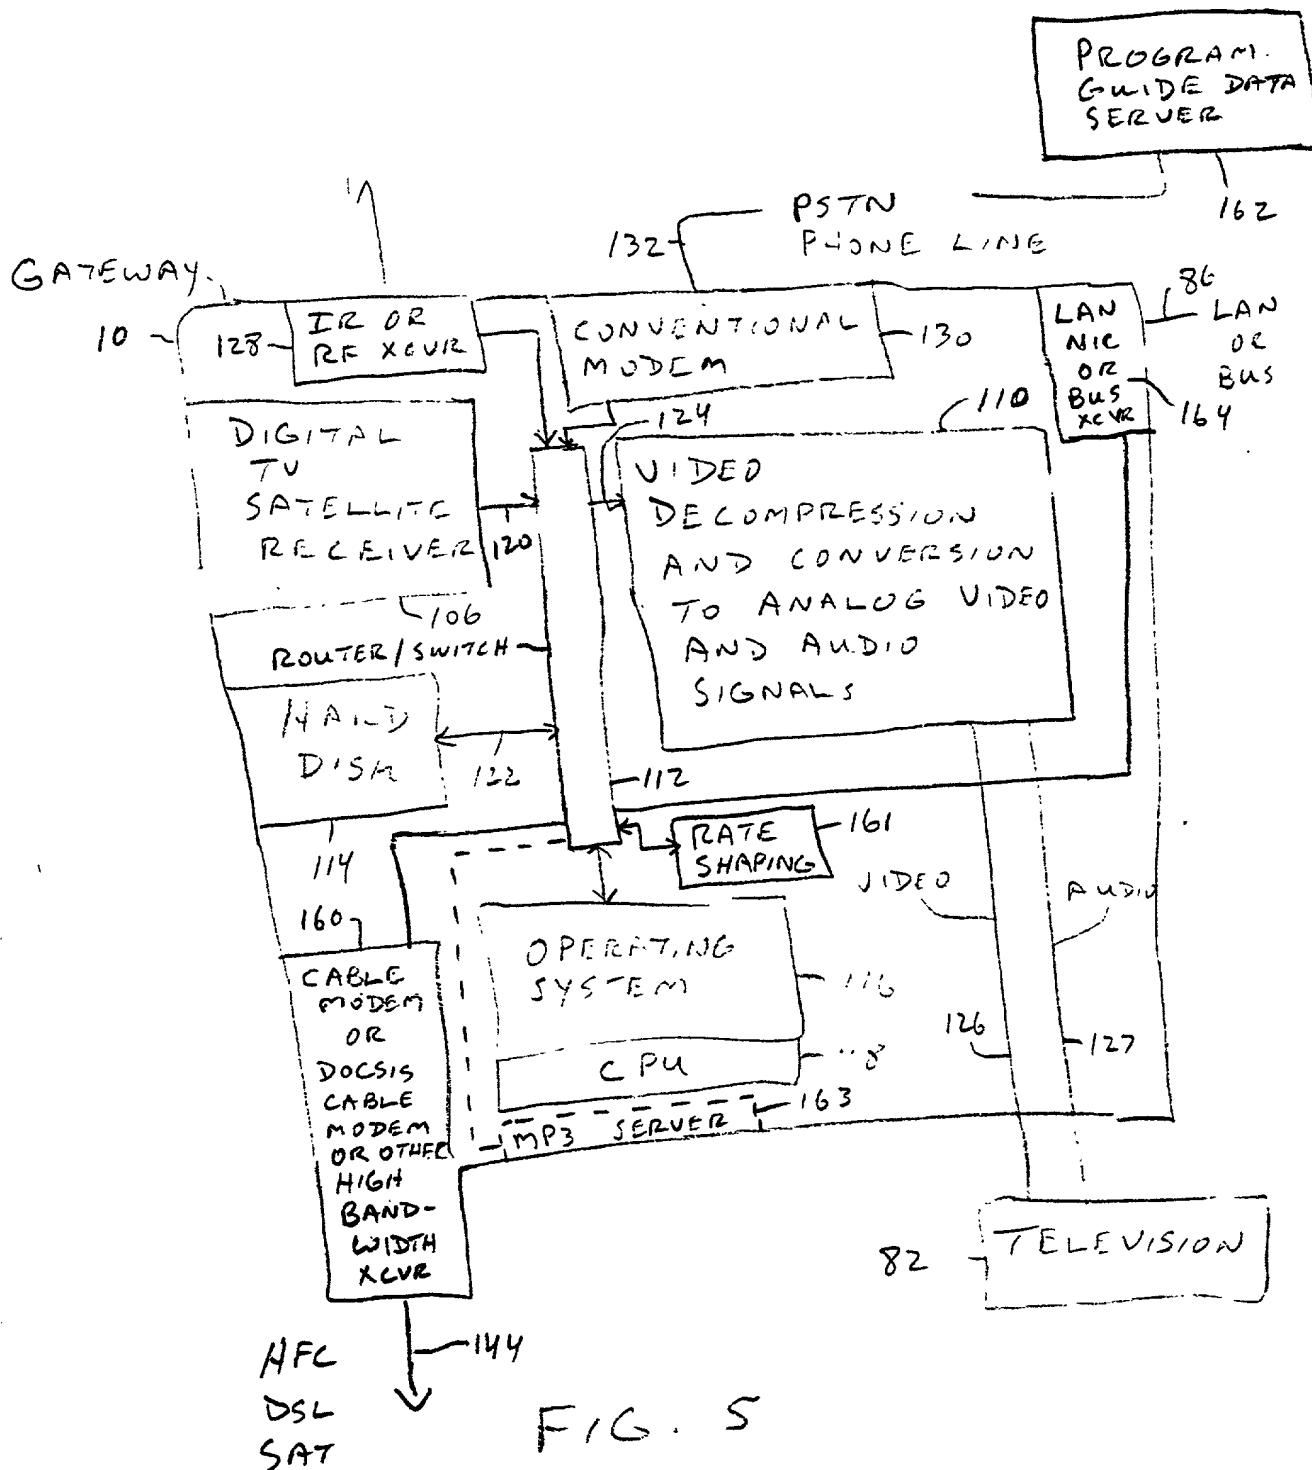 PROGRAM.
GUIDE DATA
SERVER
162
PSTN
PHONE LINE
132
GATEWAY
10
128
IR OR
RF XCVR
CONVENTIONAL
MODEM
130
LAN
NIC
OR
BUS
XCVR
86
LAN
OR
BUS
164
124
110
DIGITAL
TV
SATELLITE
RECEIVER
120
106
VIDEO
DECOMPRESSION
AND CONVERSION
TO ANALOG VIDEO
AND AUDIO
SIGNALS
ROUTER/SWITCH
HARD
DISK
122
112
114
RATE
SHAPING
161
VIDEO
AUDIO
160
OPERATING
SYSTEM
116
CPU
MP3 SERVER
163
126
127
CABLE
MODEM
OR
DOCSIS
CABLE
MODEM
OR OTHER
HIGH
BAND-
WIDTH
XCVR
82
TELEVISION
144
HFC
DSL
SAT
FIG. 5